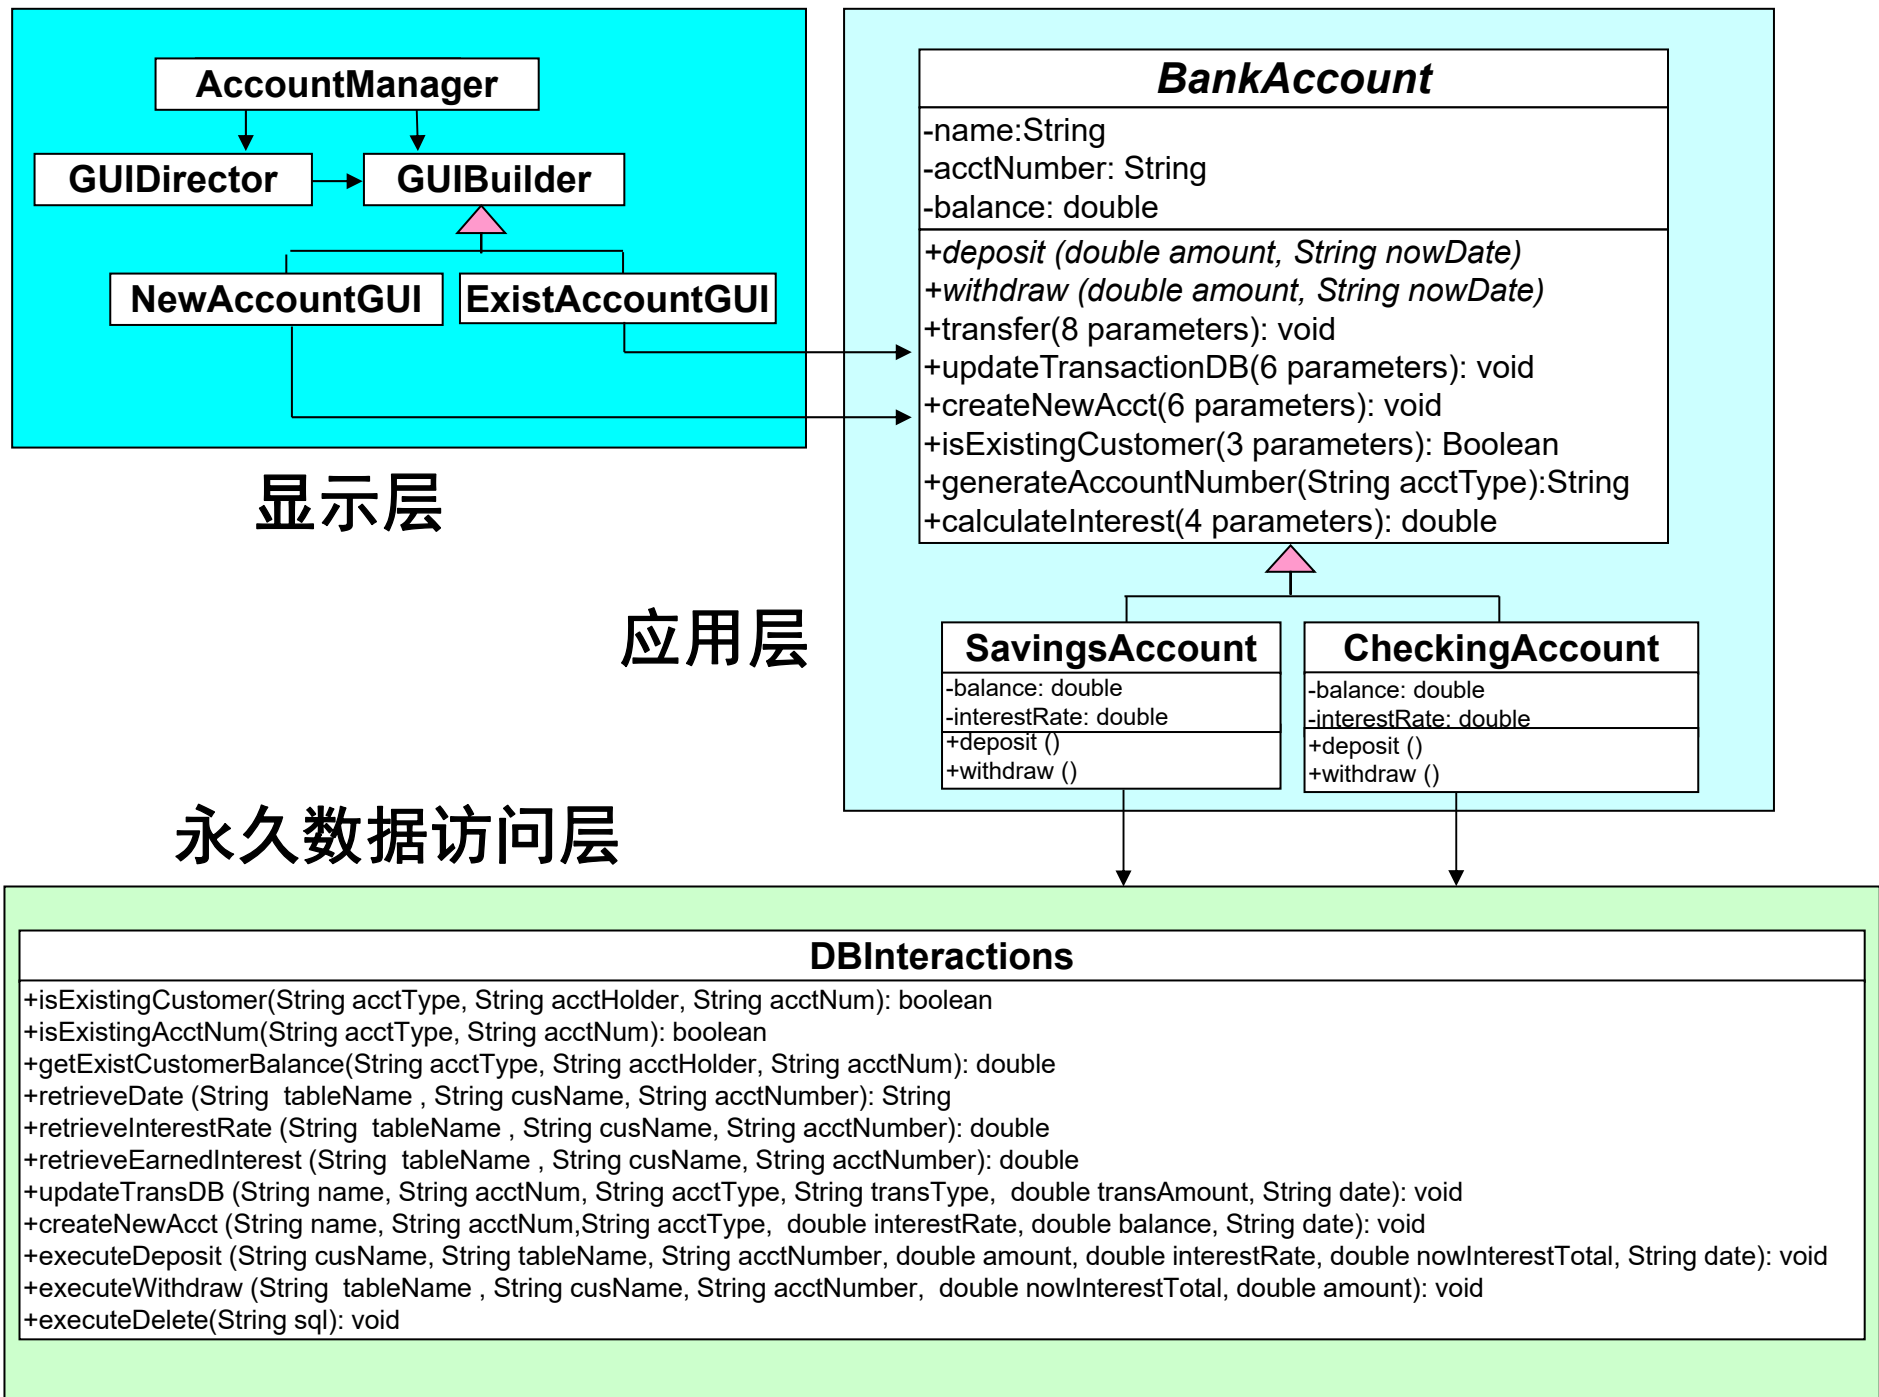 AccountManager
GUIDirector
GUIBuilder
NewAccountGUI
ExistAccountGUI
显示层
BankAccount
-name:String
-acctNumber: String
-balance: double
+deposit (double amount, String nowDate)
+withdraw (double amount, String nowDate)
+transfer(8 parameters): void
+updateTransactionDB(6 parameters): void
+createNewAcct(6 parameters): void
+isExistingCustomer(3 parameters): Boolean
+generateAccountNumber(String acctType):String
+calculateInterest(4 parameters): double
应用层
SavingsAccount
-balance: double
-interestRate: double
+deposit ()
+withdraw ()
CheckingAccount
-balance: double
-interestRate: double
+deposit ()
+withdraw ()
永久数据访问层
DBInteractions
+isExistingCustomer(String acctType, String acctHolder, String acctNum): boolean
+isExistingAcctNum(String acctType, String acctNum): boolean
+getExistCustomerBalance(String acctType, String acctHolder, String acctNum): double
+retrieveDate (String  tableName , String cusName, String acctNumber): String
+retrieveInterestRate (String  tableName , String cusName, String acctNumber): double
+retrieveEarnedInterest (String  tableName , String cusName, String acctNumber): double
+updateTransDB (String name, String acctNum, String acctType, String transType,  double transAmount, String date): void
+createNewAcct (String name, String acctNum,String acctType,  double interestRate, double balance, String date): void
+executeDeposit (String cusName, String tableName, String acctNumber, double amount, double interestRate, double nowInterestTotal, String date): void
+executeWithdraw (String  tableName , String cusName, String acctNumber,  double nowInterestTotal, double amount): void
+executeDelete(String sql): void